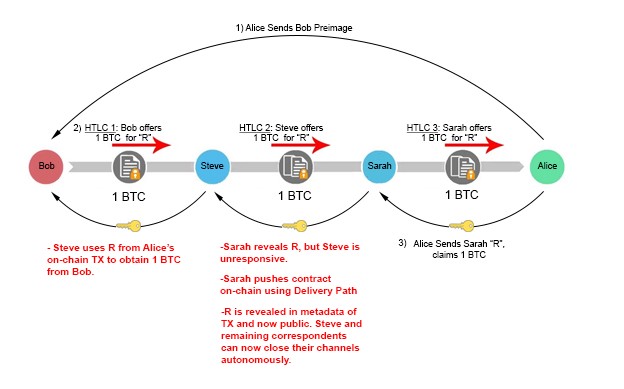 1) Alice Sends Bob Preimage
2) HTLC 1: Bob offers
1 BTC for "R"
HTLC 2: Steve offers
1 BTC for "R"
HTLC 3: Sarah offers
1 BTC for "R"
Bob
Steve
Sarah
Alice
1 BTC
1 BTC
1 BTC
- Steve uses R from Alice's
on-chain TX to obtain 1 BTC
from Bob.
-Sarah reveals R, but Steve is
unresponsive.
-Sarah pushes contract
on-chain using Delivery Path
-R is revealed in metadata of
TX and now public. Steve and
remaining correspondents
can now close their channels
autonomously.
3) Alice Sends Sarah "R",
claims 1 BTC